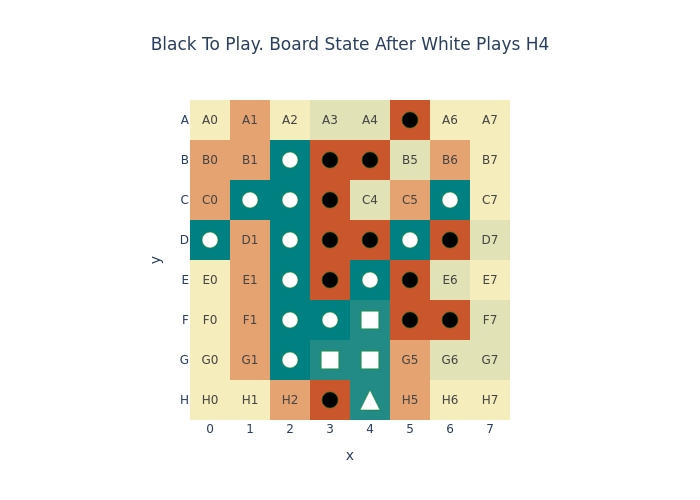 Black To Play. Board State After White Plays H4
A A0 A1 A2 A3 A4 A6 A7
B B0 B1 B5 B6 B7
C C0 C4 C5 C7
D D1 D7
E E0 E1 E6 E7
F F0 F1 F7
G G0 G1 G5 G6 G7
H H0 H1 H2 H5 H6 H7
0 1 2 3 4 5 6 7
x
y